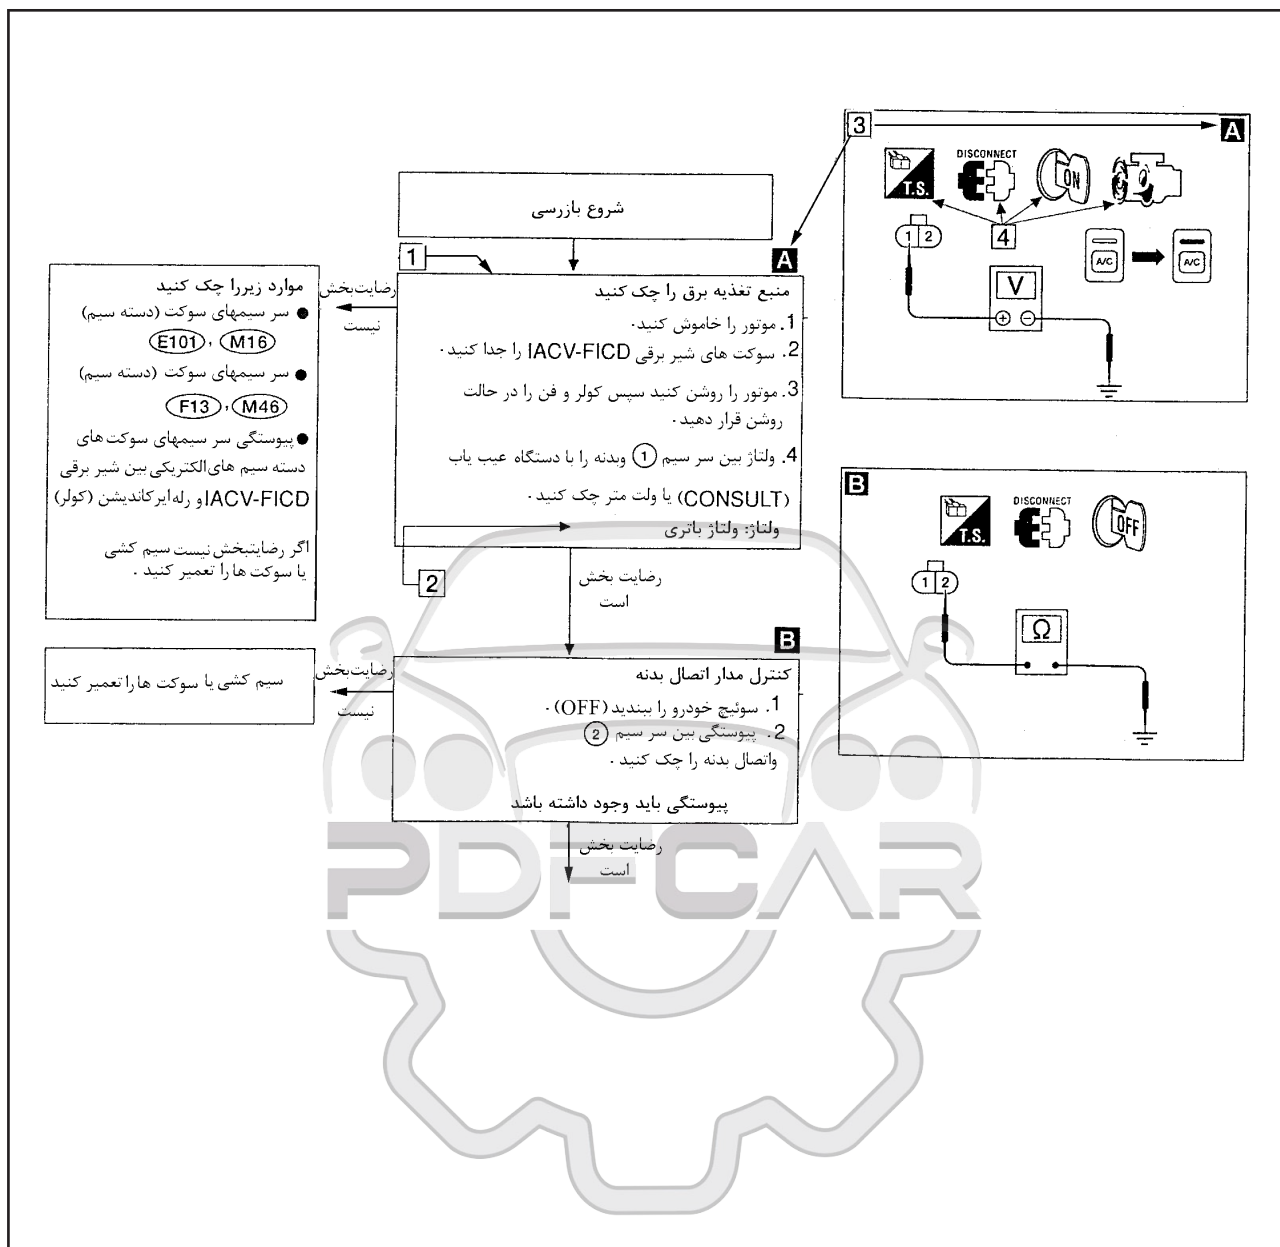 شروع بازرسی
1
A
منبع تغذیه برق را چک کنید
1. موتور را خاموش کنید.
2. سوکت های شیر برقی IACV-FICD را جدا کنید.
3. موتور را روشن کنید سپس کولر و فن را در حالت
روشن قرار دهید.
4. ولتاژ بین سر سیم 1 وبدنه را با دستگاه عیب یاب
(CONSULT) یا ولت متر چک کنید.
ولتاژ: ولتاژ باتری
2
رضایت‌بخش
نیست
موارد زیررا چک کنید
● سر سیمهای سوکت (دسته سیم)
M16 ، E101
● سر سیمهای سوکت (دسته سیم)
M46 ، F13
● پیوستگی سر سیمهای سوکت های
دسته سیم های الکتریکی بین شیر برقی
IACV-FICD و رله ایرکاندیشن (کولر)
اگر رضایتبخش نیست سیم کشی
یا سوکت ها را تعمیر کنید .
رضایت بخش
است
B
کنترل مدار اتصال بدنه
1. سوئیچ خودرو را ببندید (OFF).
2. پیوستگی بین سر سیم 2
واتصال بدنه را چک کنید .
پیوستگی باید وجود داشته باشد
رضایت‌بخش
نیست
سیم کشی یا سوکت ها را تعمیر کنید
رضایت بخش
است
3
A
T.S.
DISCONNECT
ON
1 2
4
A/C
A/C
V
+ −
B
T.S.
DISCONNECT
OFF
1 2
Ω
PDFCAR